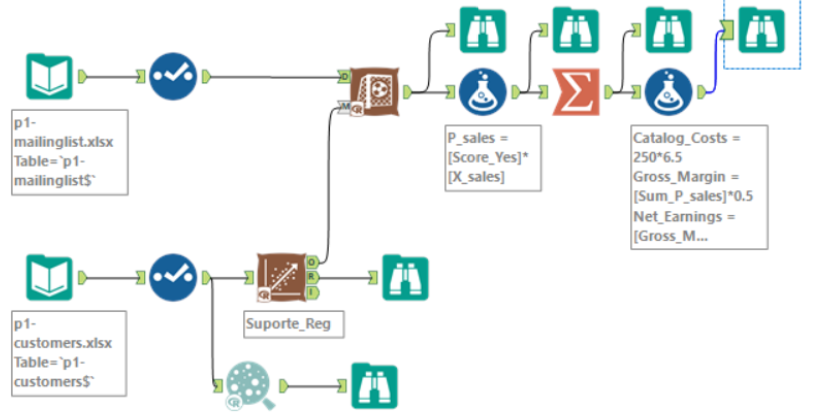 D
M
R
P_sales =
[Score_Yes]*
[X_sales]
Catalog_Costs =
250*6.5
Gross_Margin =
[Sum_P_sales]*0.5
Net_Earnings =
[Gross_M...
p1-
mailinglist.xlsx
Table=`p1-
mailinglist$`
O
R
I
R
Suporte_Reg
p1-
customers.xlsx
Table=`p1-
customers$`
R